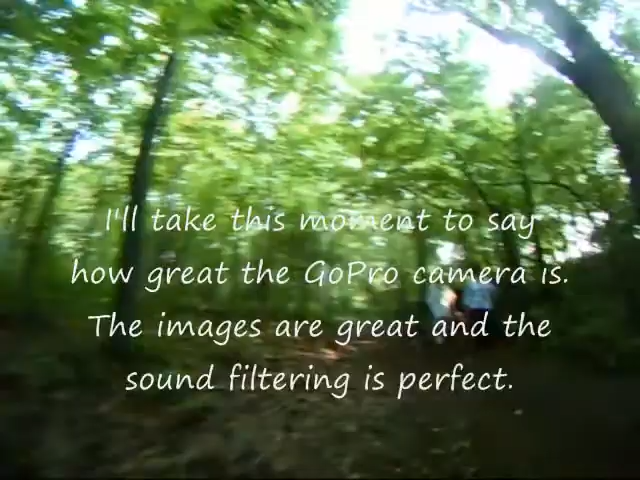 I'll take this moment to say
how great the GoPro camera is.
The images are great and the
sound filtering is perfect.